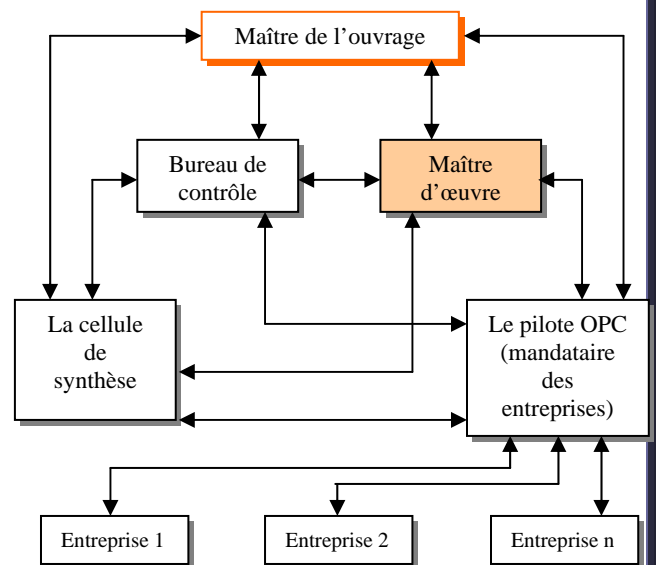 Maître de l’ouvrage
Bureau de
contrôle
Maître
d’œuvre
La cellule
de
synthèse
Le pilote OPC
(mandataire
des
entreprises)
Entreprise 1
Entreprise 2
Entreprise n